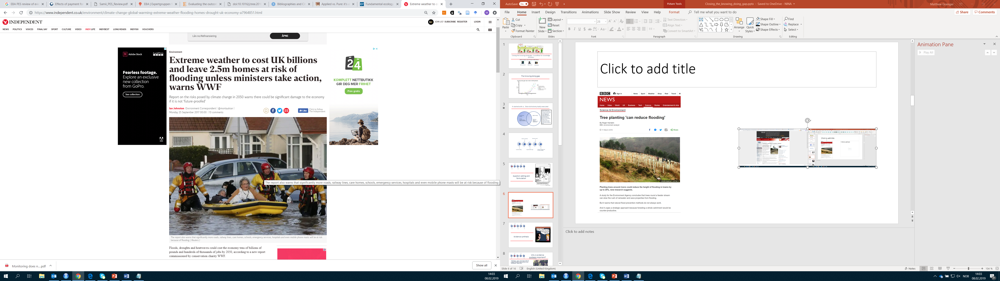 EBA PES review of evi
Effects of payment for
Samii_PES_Review.pdf
EBA | Expertgruppen f
Evaluating the outcom
doi:10.1016/j.tree.201
Bibliographies and Cit
Applied vs. Pure: it's a
Fundamental ecology
Extreme weather to co
https://www.independent.co.uk/environment/climate-change-global-warming-extreme-weather-flooding-homes-drought-uk-economy-a7964851.html
INDEPENDENT
JOIN US! SUBSCRIBE REGISTER
LOGIN
NEWS POLITICS VOICES FINAL SAY SPORT CULTURE VIDEO INDY/LIFE INDYBEST LONG READS INDY100 VOUCHERS
Lån.no/Refinansiering
ÅPNE
Adobe Stock
GoPro
Fearless footage.
Explore an exclusive
new collection
from GoPro.
See collection
Adobe
Environment
Extreme weather to cost UK billions
and leave 2.5m homes at risk of
flooding unless ministers take action,
warns WWF
Report on the risks posed by climate change in 2050 warns there could be significant damage to the economy
if it is not 'future-proofed'
Ian Johnston Environment Correspondent | @montaukian |
Monday 25 September 2017 00:00 | 13 comments
Like
Click to follow
The Independent
24
KOMPLETT NETTBUTIKK
GIR DEG MER FRIHET
Prøv gratis
The report also warns that significantly more roads, railway lines, care homes, schools, emergency services, hospitals and even mobile phone masts will be at risk because of flooding
The report also warns that significantly more roads, railway lines, care homes, schools, emergency services, hospitals and even mobile phone masts will be at risk
because of flooding ( Reuters )
Floods, droughts and heatwaves could cost the economy tens of billions of
pounds and hundreds of thousands of jobs by 2050, according to a new report
commissioned by conservation charity WWF.
Monitoring does n....pdf
Show all
14:03
08.02.2019
AutoSave On
Picture Tools
Closing_the_knowing_doing_gap.pptx - Saved to OneDrive - NINA
Matthew Grainger
File Home Insert Design Transitions Animations Slide Show Review View Help Format Tell me what you want to do
Share
Comments
Paste
Cut
Copy
Format Painter
Clipboard
New
Slide
Layout
Reset
Section
Slides
28
Font
Text Direction
Align Text
Convert to SmartArt
Paragraph
Arrange
Quick
Styles
Shape Fill
Shape Outline
Shape Effects
Drawing
Find
Replace
Select
Editing
1
Closing the knowing-doing gap: A workflow for knowledge
provision
2
The knowing-doing gap
3
It started with a... false dichotomy badly executed
4
5
Question setting and
formulation
6
7
Evidence synthesis
8
Why is evidence
synthesis important?
Click to add title
BBC Sign in News Sport Weather Shop Reel Travel
NEWS
Home Video World UK Business Tech Science Stories Entertainment & Arts
Science & Environment
Tree planting 'can reduce flooding'
By Roger Harrabin
BBC environment analyst
11 March 2016
Share
ENVIRONMENT AGENCY
Planting trees around rivers could reduce the height of flooding in towns by
up to 20%, new research suggests.
A study for the Environment Agency concludes that trees round a feeder stream
can slow the rush of rainwater and save properties from flooding.
But it warns that natural flood prevention methods do not always work.
And it urges a strategic approach because foresting a whole catchment would be
counter-productive.
Click to add title
Click to add text
Click to add notes
Animation Pane
Play All
Slide 6 of 16
English (United Kingdom)
Notes
104 %
NOB
14:03
08.02.2019
21